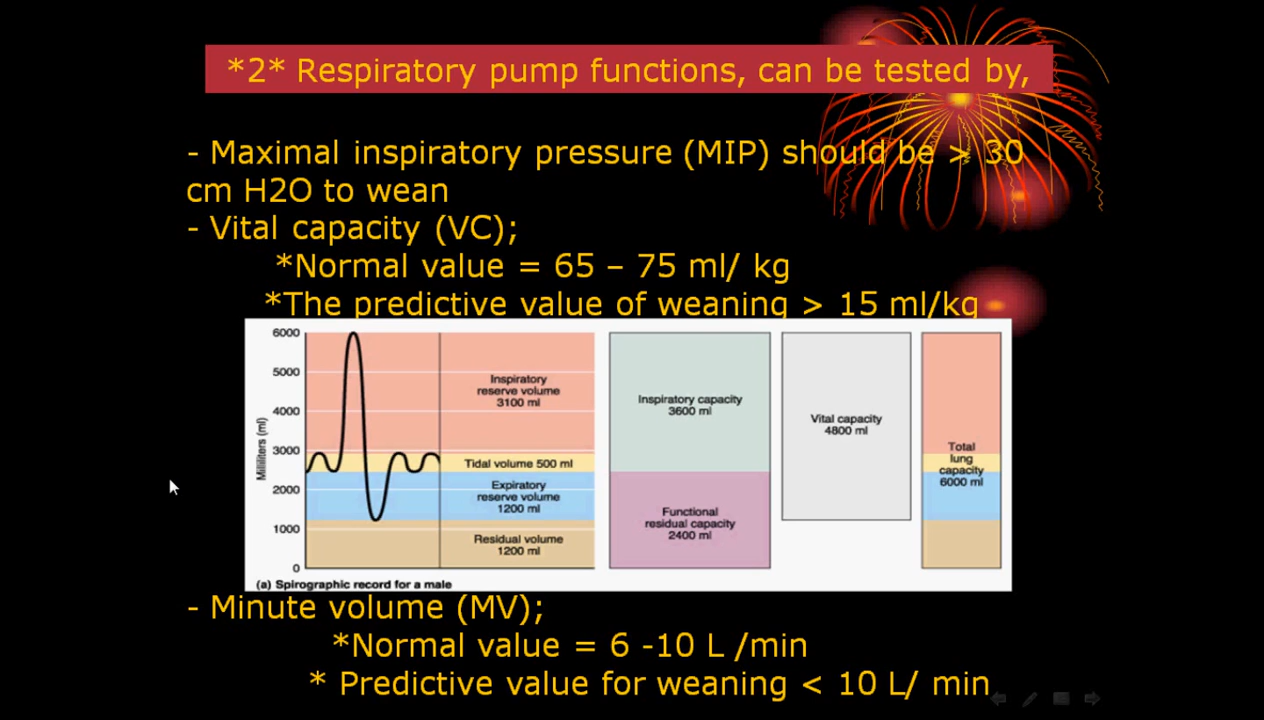 *2* Respiratory pump functions, can be tested by,
- Maximal inspiratory pressure (MIP) should be > 30
cm H2O to wean
- Vital capacity (VC);
*Normal value = 65 – 75 ml/ kg
*The predictive value of weaning > 15 ml/kg
6000
5000
4000
3000
2000
1000
0
Milliliters (ml)
Inspiratory
reserve volume
3100 ml
Tidal volume 500 ml
Expiratory
reserve volume
1200 ml
Residual volume
1200 ml
Inspiratory capacity
3600 ml
Functional
residual capacity
2400 ml
Vital capacity
4800 ml
Total
lung
capacity
6000 ml
(a) Spirographic record for a male
- Minute volume (MV);
*Normal value = 6 -10 L /min
* Predictive value for weaning < 10 L/ min